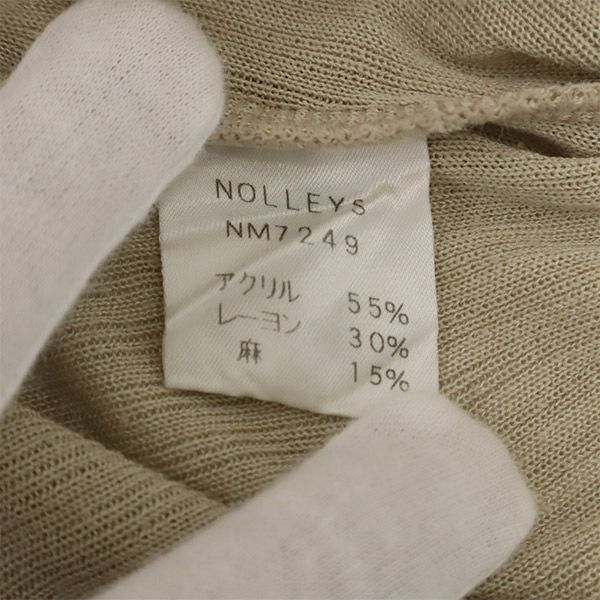 NOLLEYS
NM7249
アクリル 55%
レーヨン 30%
麻 15%